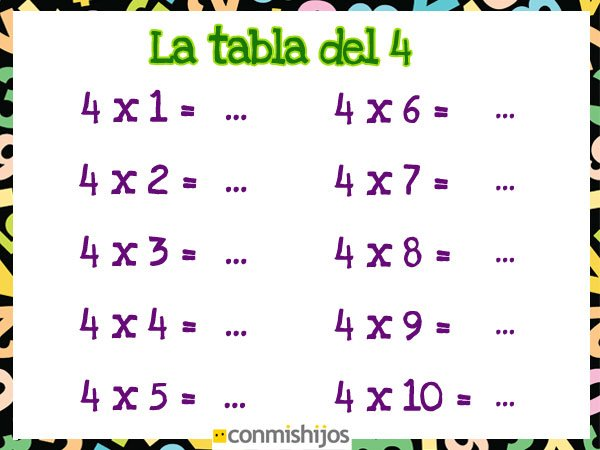 La tabla del 4
4 x 1 = ...
4 x 2 = ...
4 x 3 = ...
4 x 4 = ...
4 x 5 = ...
4 x 6 = ...
4 x 7 = ...
4 x 8 = ...
4 x 9 = ...
4 x 10 = ...
conmishijos